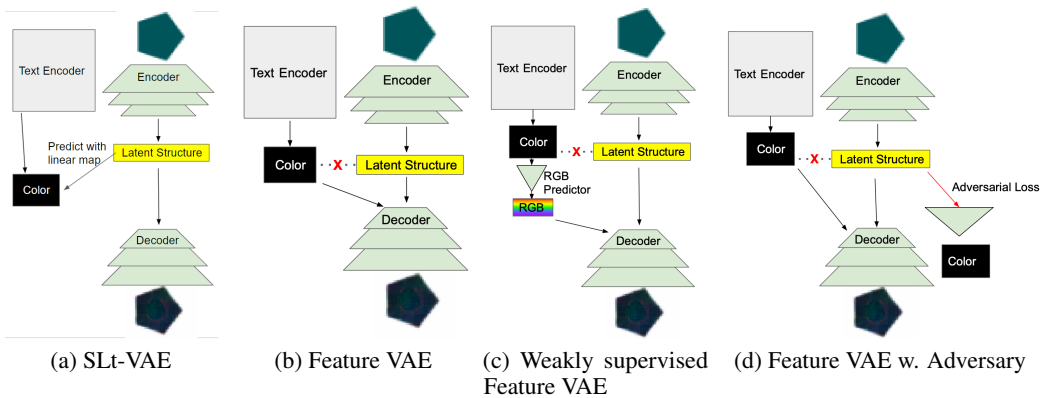 Text Encoder
Encoder
Predict with
linear map
Latent Structure
Color
Decoder
(a) SLt-VAE
Text Encoder
Encoder
Color
X
Latent Structure
Decoder
(b) Feature VAE
Text Encoder
Encoder
Color
X
Latent Structure
RGB
Predictor
RGB
Decoder
(c) Weakly supervised
Feature VAE
Text Encoder
Encoder
Color
X
Latent Structure
Adversarial Loss
Decoder
Color
(d) Feature VAE w. Adversary